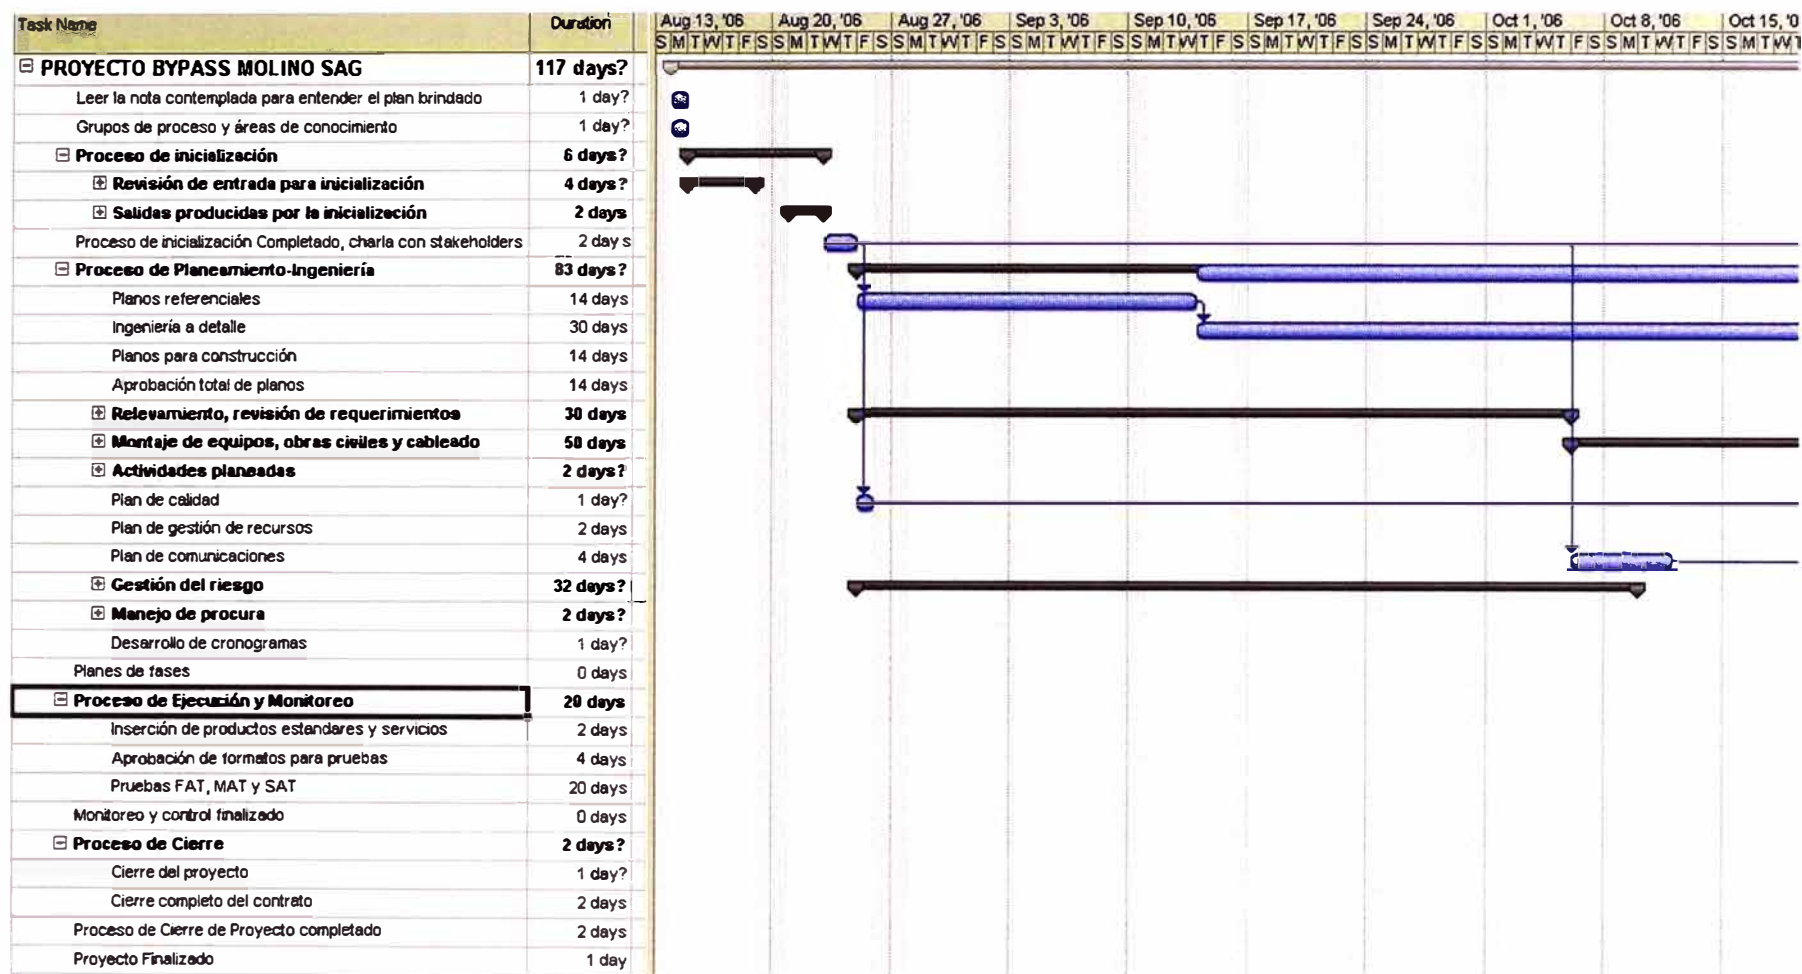 Task Name Duration Aug 13, '06 Aug 20, '06 Aug 27, '06 Sep 3, '06 Sep 10, '06 Sep 17, '06 Sep 24, '06 Oct 1, '06 Oct 8, '06 Oct 15, '0
S M T W T F S S M T W T F S S M T W T F S S M T W T F S S M T W T F S S M T W T F S S M T W T F S S M T W T F S S M T W T F S S M T W T
PROYECTO BYPASS MOLINO SAG 117 days?
Leer la nota contemplada para entender el plan brindado 1 day?
Grupos de proceso y áreas de conocimiento 1 day?
Proceso de inicialización 6 days?
Revisión de entrada para inicialización 4 days?
Salidas producidas por la inicialización 2 days
Proceso de inicialización Completado, charla con stakeholders 2 days
Proceso de Planeamiento-Ingeniería 83 days?
Planos referenciales 14 days
Ingeniería a detalle 30 days
Planos para construcción 14 days
Aprobación total de planos 14 days
Relevamiento, revisión de requerimientos 30 days
Montaje de equipos, obras civiles y cableado 50 days
Actividades planeadas 2 days?
Plan de calidad 1 day?
Plan de gestión de recursos 2 days
Plan de comunicaciones 4 days
Gestión del riesgo 32 days?
Manejo de procura 2 days?
Desarrollo de cronogramas 1 day?
Planes de fases 0 days
Proceso de Ejecución y Monitoreo 20 days
Inserción de productos estandares y servicios 2 days
Aprobación de formatos para pruebas 4 days
Pruebas FAT, MAT y SAT 20 days
Monitoreo y control finalizado 0 days
Proceso de Cierre 2 days?
Cierre del proyecto 1 day?
Cierre completo del contrato 2 days
Proceso de Cierre de Proyecto completado 2 days
Proyecto Finalizado 1 day